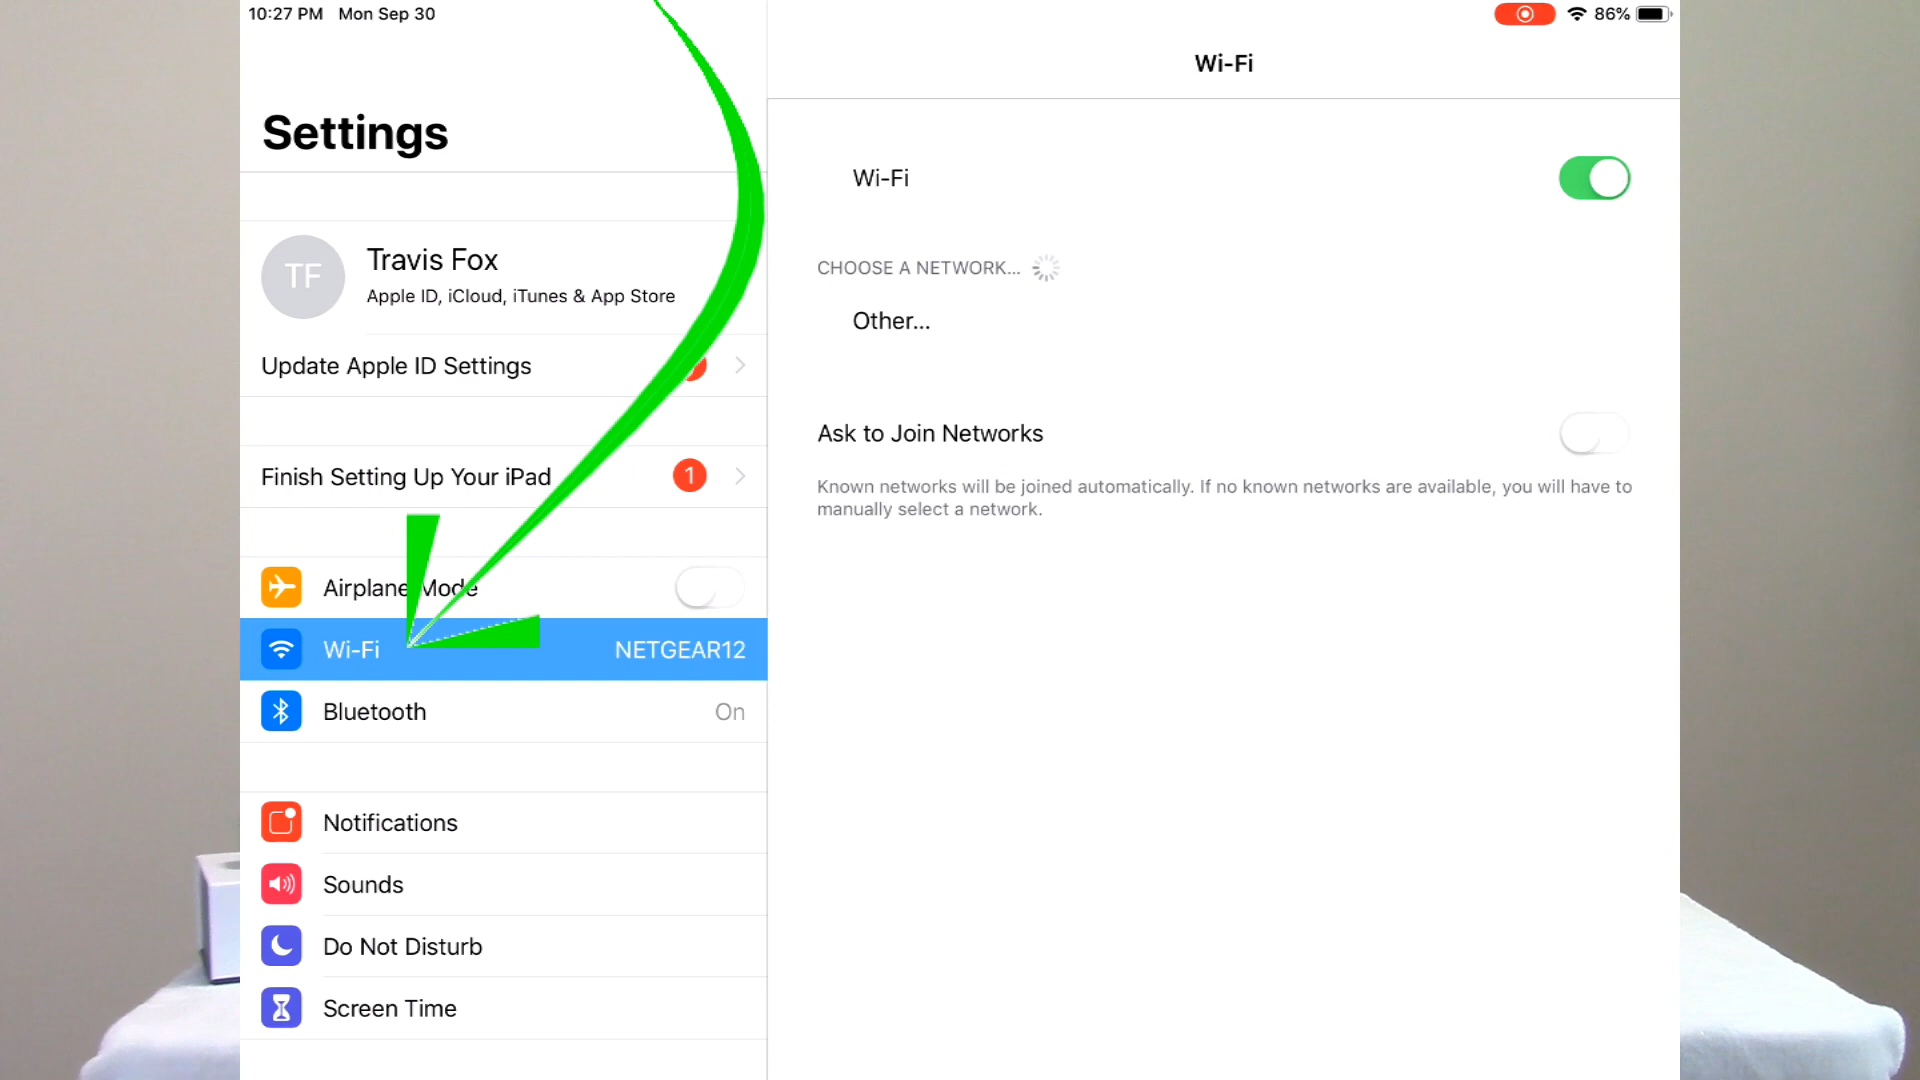 10:27 PM Mon Sep 30
86%
Settings
TF
Travis Fox
Apple ID, iCloud, iTunes & App Store
Update Apple ID Settings
Finish Setting Up Your iPad
1
Airplane Mode
Wi-Fi
NETGEAR12
Bluetooth
On
Notifications
Sounds
Do Not Disturb
Screen Time
Wi-Fi
Wi-Fi
CHOOSE A NETWORK...
Other...
Ask to Join Networks
Known networks will be joined automatically. If no known networks are available, you will have to
manually select a network.